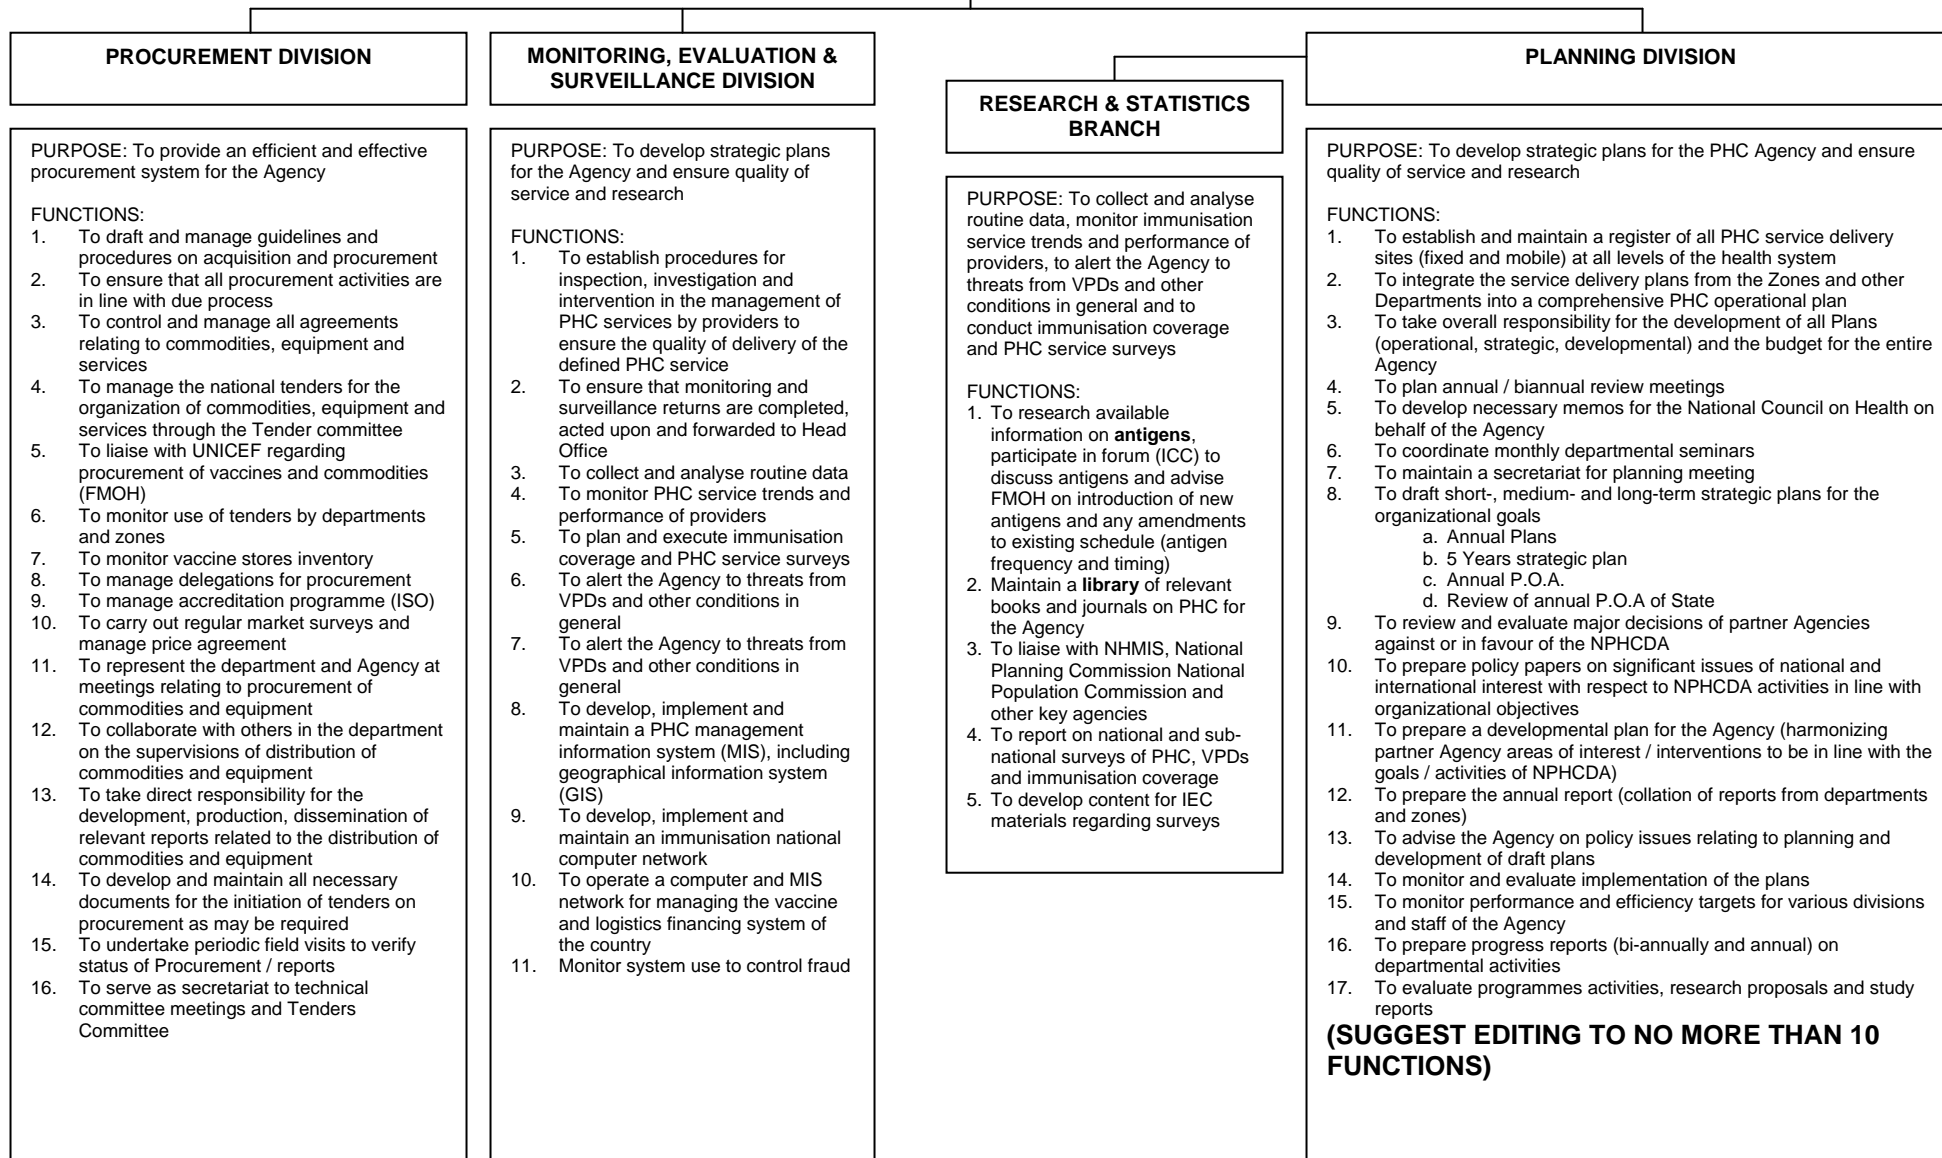 PROCUREMENT DIVISION
PURPOSE: To provide an efficient and effective
procurement system for the Agency
FUNCTIONS:
1. To draft and manage guidelines and
procedures on acquisition and procurement
2. To ensure that all procurement activities are
in line with due process
3. To control and manage all agreements
relating to commodities, equipment and
services
4. To manage the national tenders for the
organization of commodities, equipment and
services through the Tender committee
5. To liaise with UNICEF regarding
procurement of vaccines and commodities
(FMOH)
6. To monitor use of tenders by departments
and zones
7. To monitor vaccine stores inventory
8. To manage delegations for procurement
9. To manage accreditation programme (ISO)
10. To carry out regular market surveys and
manage price agreement
11. To represent the department and Agency at
meetings relating to procurement of
commodities and equipment
12. To collaborate with others in the department
on the supervisions of distribution of
commodities and equipment
13. To take direct responsibility for the
development, production, dissemination of
relevant reports related to the distribution of
commodities and equipment
14. To develop and maintain all necessary
documents for the initiation of tenders on
procurement as may be required
15. To undertake periodic field visits to verify
status of Procurement / reports
16. To serve as secretariat to technical
committee meetings and Tenders
Committee
MONITORING, EVALUATION &
SURVEILLANCE DIVISION
PURPOSE: To develop strategic plans
for the Agency and ensure quality of
service and research
FUNCTIONS:
1. To establish procedures for
inspection, investigation and
intervention in the management of
PHC services by providers to
ensure the quality of delivery of the
defined PHC service
2. To ensure that monitoring and
surveillance returns are completed,
acted upon and forwarded to Head
Office
3. To collect and analyse routine data
4. To monitor PHC service trends and
performance of providers
5. To plan and execute immunisation
coverage and PHC service surveys
6. To alert the Agency to threats from
VPDs and other conditions in
general
7. To alert the Agency to threats from
VPDs and other conditions in
general
8. To develop, implement and
maintain a PHC management
information system (MIS), including
geographical information system
(GIS)
9. To develop, implement and
maintain an immunisation national
computer network
10. To operate a computer and MIS
network for managing the vaccine
and logistics financing system of
the country
11. Monitor system use to control fraud
RESEARCH & STATISTICS
BRANCH
PURPOSE: To collect and analyse
routine data, monitor immunisation
service trends and performance of
providers, to alert the Agency to
threats from VPDs and other
conditions in general and to
conduct immunisation coverage
and PHC service surveys
FUNCTIONS:
1. To research available
information on antigens,
participate in forum (ICC) to
discuss antigens and advise
FMOH on introduction of new
antigens and any amendments
to existing schedule (antigen
frequency and timing)
2. Maintain a library of relevant
books and journals on PHC for
the Agency
3. To liaise with NHMIS, National
Planning Commission National
Population Commission and
other key agencies
4. To report on national and sub-
national surveys of PHC, VPDs
and immunisation coverage
5. To develop content for IEC
materials regarding surveys
PLANNING DIVISION
PURPOSE: To develop strategic plans for the PHC Agency and ensure
quality of service and research
FUNCTIONS:
1. To establish and maintain a register of all PHC service delivery
sites (fixed and mobile) at all levels of the health system
2. To integrate the service delivery plans from the Zones and other
Departments into a comprehensive PHC operational plan
3. To take overall responsibility for the development of all Plans
(operational, strategic, developmental) and the budget for the entire
Agency
4. To plan annual / biannual review meetings
5. To develop necessary memos for the National Council on Health on
behalf of the Agency
6. To coordinate monthly departmental seminars
7. To maintain a secretariat for planning meeting
8. To draft short-, medium- and long-term strategic plans for the
organizational goals
a. Annual Plans
b. 5 Years strategic plan
c. Annual P.O.A.
d. Review of annual P.O.A of State
9. To review and evaluate major decisions of partner Agencies
against or in favour of the NPHCDA
10. To prepare policy papers on significant issues of national and
international interest with respect to NPHCDA activities in line with
organizational objectives
11. To prepare a developmental plan for the Agency (harmonizing
partner Agency areas of interest / interventions to be in line with the
goals / activities of NPHCDA)
12. To prepare the annual report (collation of reports from departments
and zones)
13. To advise the Agency on policy issues relating to planning and
development of draft plans
14. To monitor and evaluate implementation of the plans
15. To monitor performance and efficiency targets for various divisions
and staff of the Agency
16. To prepare progress reports (bi-annually and annual) on
departmental activities
17. To evaluate programmes activities, research proposals and study
reports
(SUGGEST EDITING TO NO MORE THAN 10
FUNCTIONS)